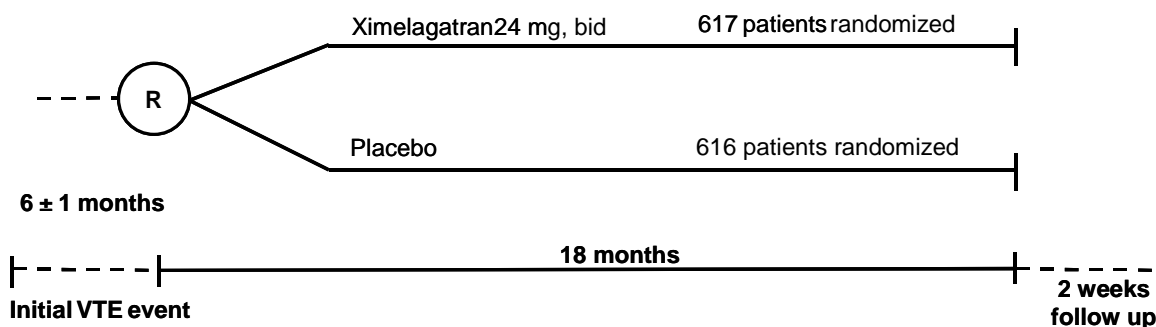 Ximelagatran24 mg, bid 617 patients randomized
R
Placebo 616 patients randomized
6 ± 1 months
18 months
Initial VTE event
2 weeks
follow up